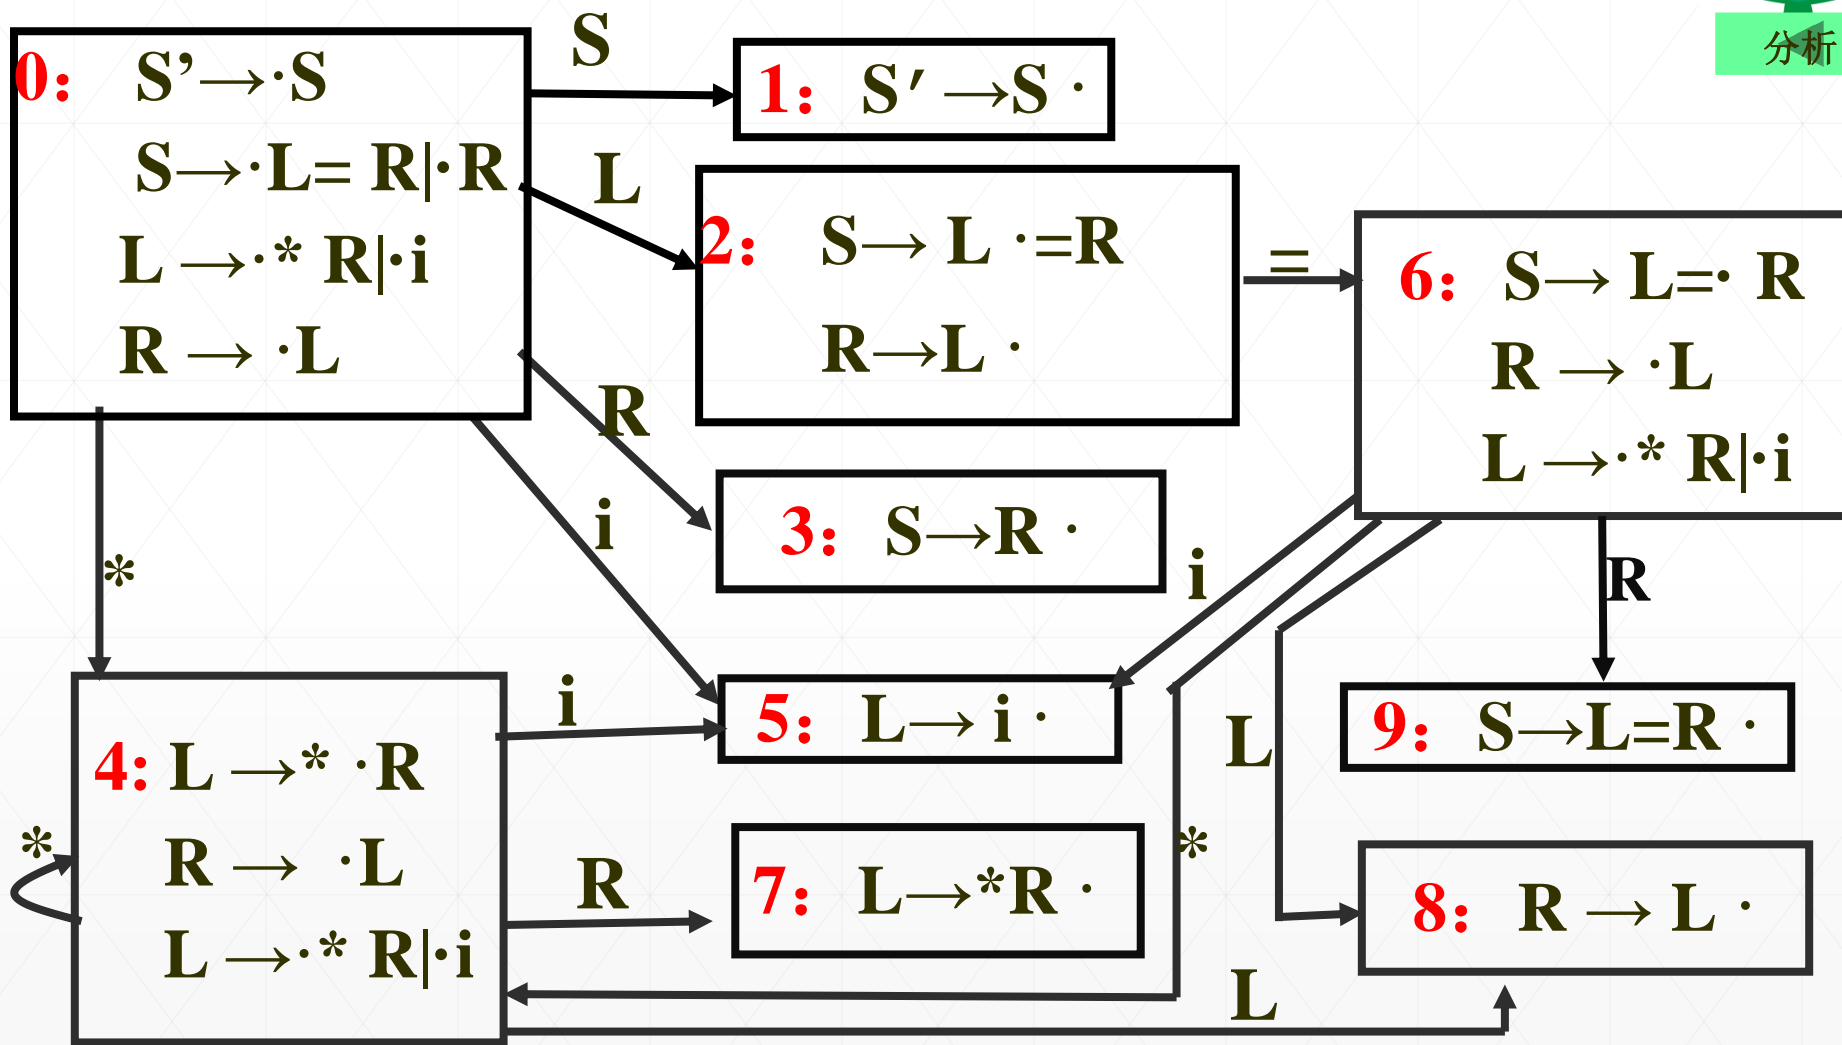 分析
0： S’→·S
S→·L= R|·R
L →·* R|·i
R → ·L
S
1： S′→S ·
L
2： S→ L ·=R
R→L ·
=
6： S→ L=· R
R → ·L
L →·* R|·i
R
3： S→R ·
i
*
i
R
4: L →* ·R
R → ·L
L →·* R|·i
*
i
5： L→ i ·
L
9： S→L=R ·
R
7： L→*R ·
*
8： R → L ·
L